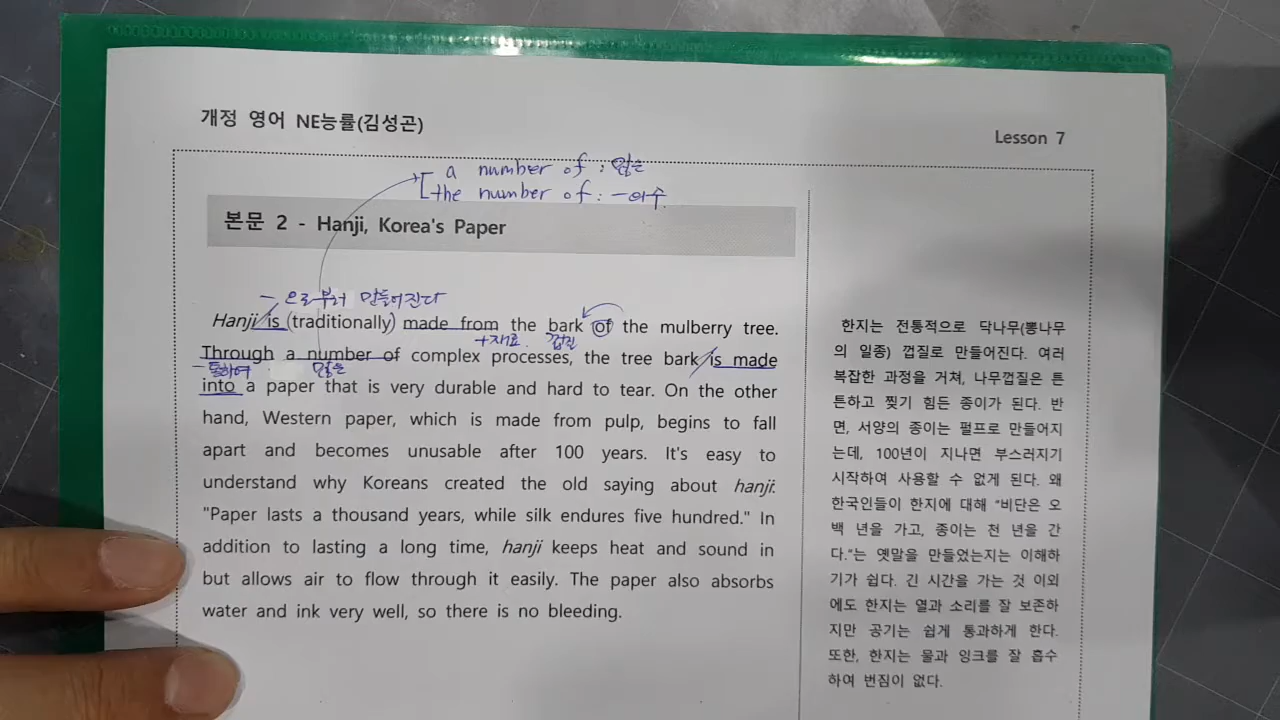 개정 영어 NE능률(김성곤)
Lesson 7
a number of : 많은
the number of : ~의 수
본문 2 - Hanji, Korea's Paper
~으로부터 만들어진다
Hanji is (traditionally) made from the bark of the mulberry tree.
+재료. 껍질
Through a number of complex processes, the tree bark is made
~통하여 많은
into a paper that is very durable and hard to tear. On the other
hand, Western paper, which is made from pulp, begins to fall
apart and becomes unusable after 100 years. It's easy to
understand why Koreans created the old saying about hanji:
"Paper lasts a thousand years, while silk endures five hundred." In
addition to lasting a long time, hanji keeps heat and sound in
but allows air to flow through it easily. The paper also absorbs
water and ink very well, so there is no bleeding.
한지는 전통적으로 닥나무(뽕나무
의 일종) 껍질로 만들어진다. 여러
복잡한 과정을 거쳐, 나무껍질은 튼
튼하고 찢기 힘든 종이가 된다. 반
면, 서양의 종이는 펄프로 만들어지
는데, 100년이 지나면 부스러지기
시작하여 사용할 수 없게 된다. 왜
한국인들이 한지에 대해 "비단은 오
백 년을 가고, 종이는 천 년을 간
다."는 옛말을 만들었는지는 이해하
기가 쉽다. 긴 시간을 가는 것 이외
에도 한지는 열과 소리를 잘 보존하
지만 공기는 쉽게 통과하게 한다.
또한, 한지는 물과 잉크를 잘 흡수
하여 번짐이 없다.